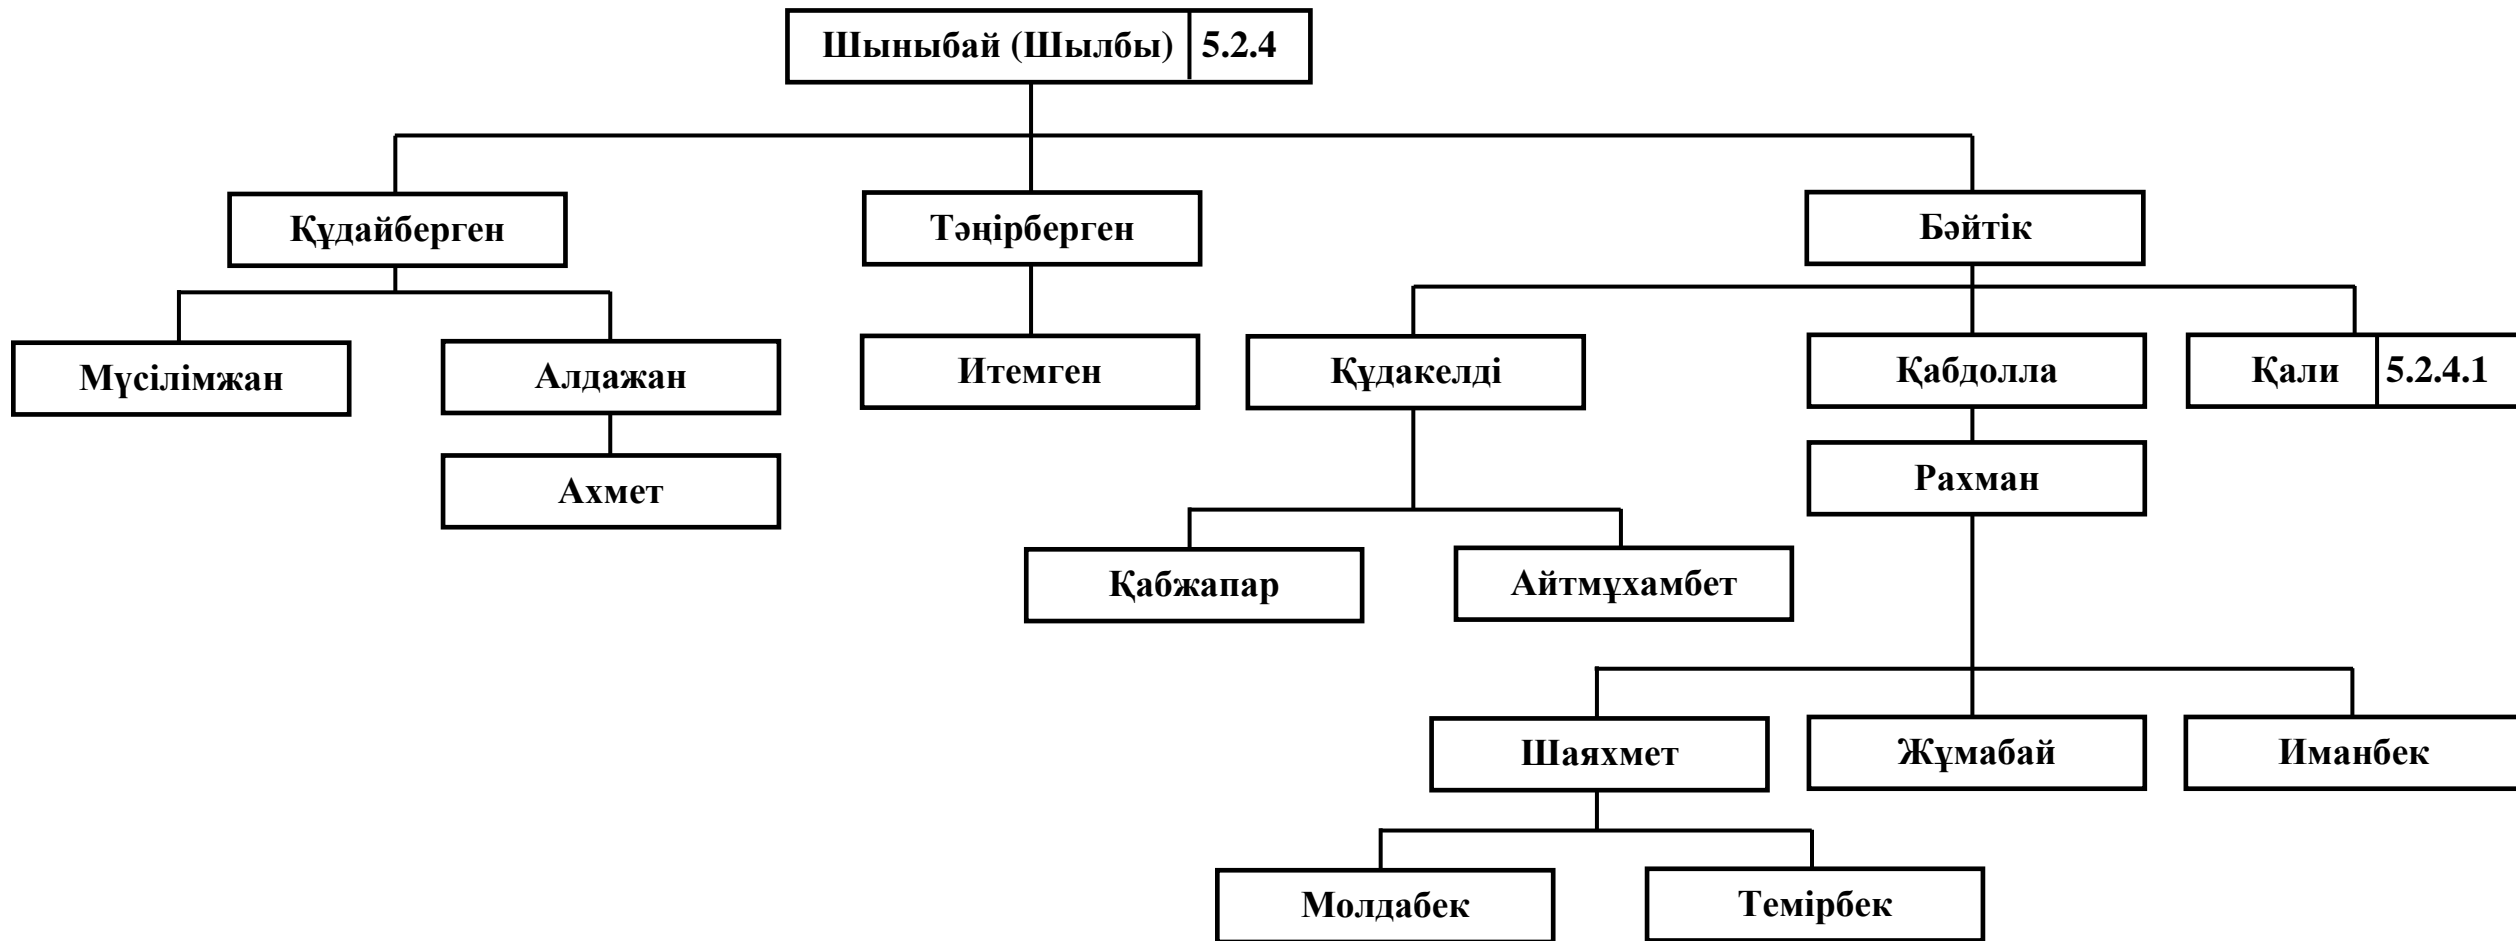 Шыныбай (Шылбы) 5.2.4
Құдайберген
Тәңірберген
Бәйтік
Мүсілімжан
Алдажан
Итемген
Құдакелді
Қабдолла
Қали 5.2.4.1
Ахмет
Рахман
Қабжапар
Айтмұхамбет
Шаяхмет
Жұмабай
Иманбек
Молдабек
Темірбек